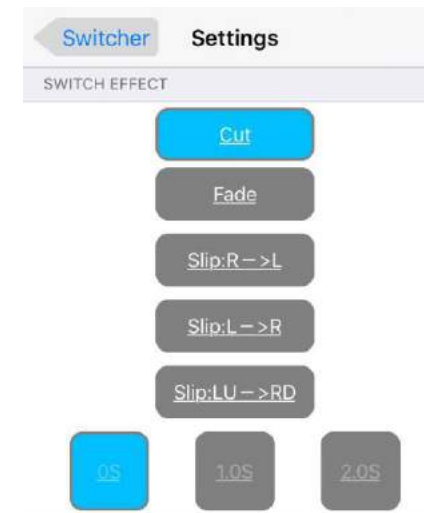 Switcher Settings
SWITCH EFFECT
Cut
Fade
Slip:R—>L
Slip:L—>R
Slip:LU—>RD
0S 1.0S 2.0S